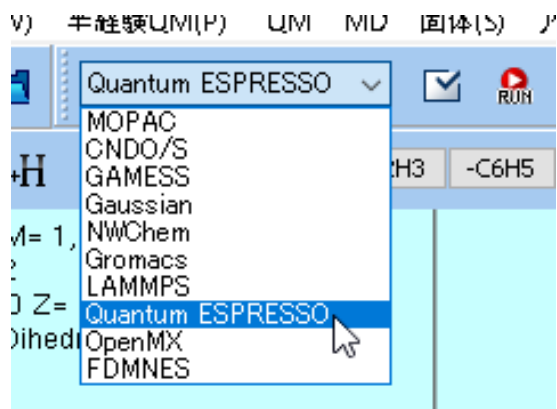 半経験QM(P) QM MD 固体(S)
Quantum ESPRESSO
RUN
MOPAC
CNDO/S
GAMESS
Gaussian
NWChem
Gromacs
LAMMPS
Quantum ESPRESSO
OpenMX
FDMNES
+H
H3
-C6H5
M= 1,
Z=